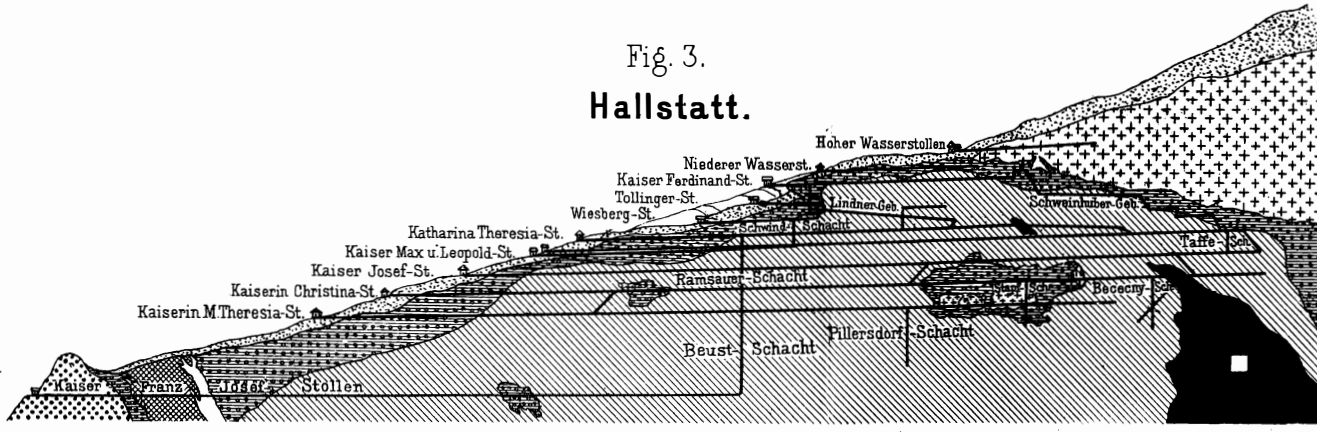 Fig. 3.
Hallstatt.
Hoher Wasserstollen
Niederer Wasserst.
Kaiser Ferdinand-St.
Tollinger-St.
Wiesberg-St.
Katharina Theresia-St.
Kaiser Max u. Leopold-St.
Kaiser Josef-St.
Kaiserin Christina-St.
Kaiserin M. Theresia-St.
Lindner Geb.
Schweinhuber-Geb.
Schwind Schacht
Taffe-Sch.
Ramsauer-Schacht
Sch.
Sch.
Pillersdorf-Schacht
Beust-Schacht
Kaiser Franz Josef-Stollen